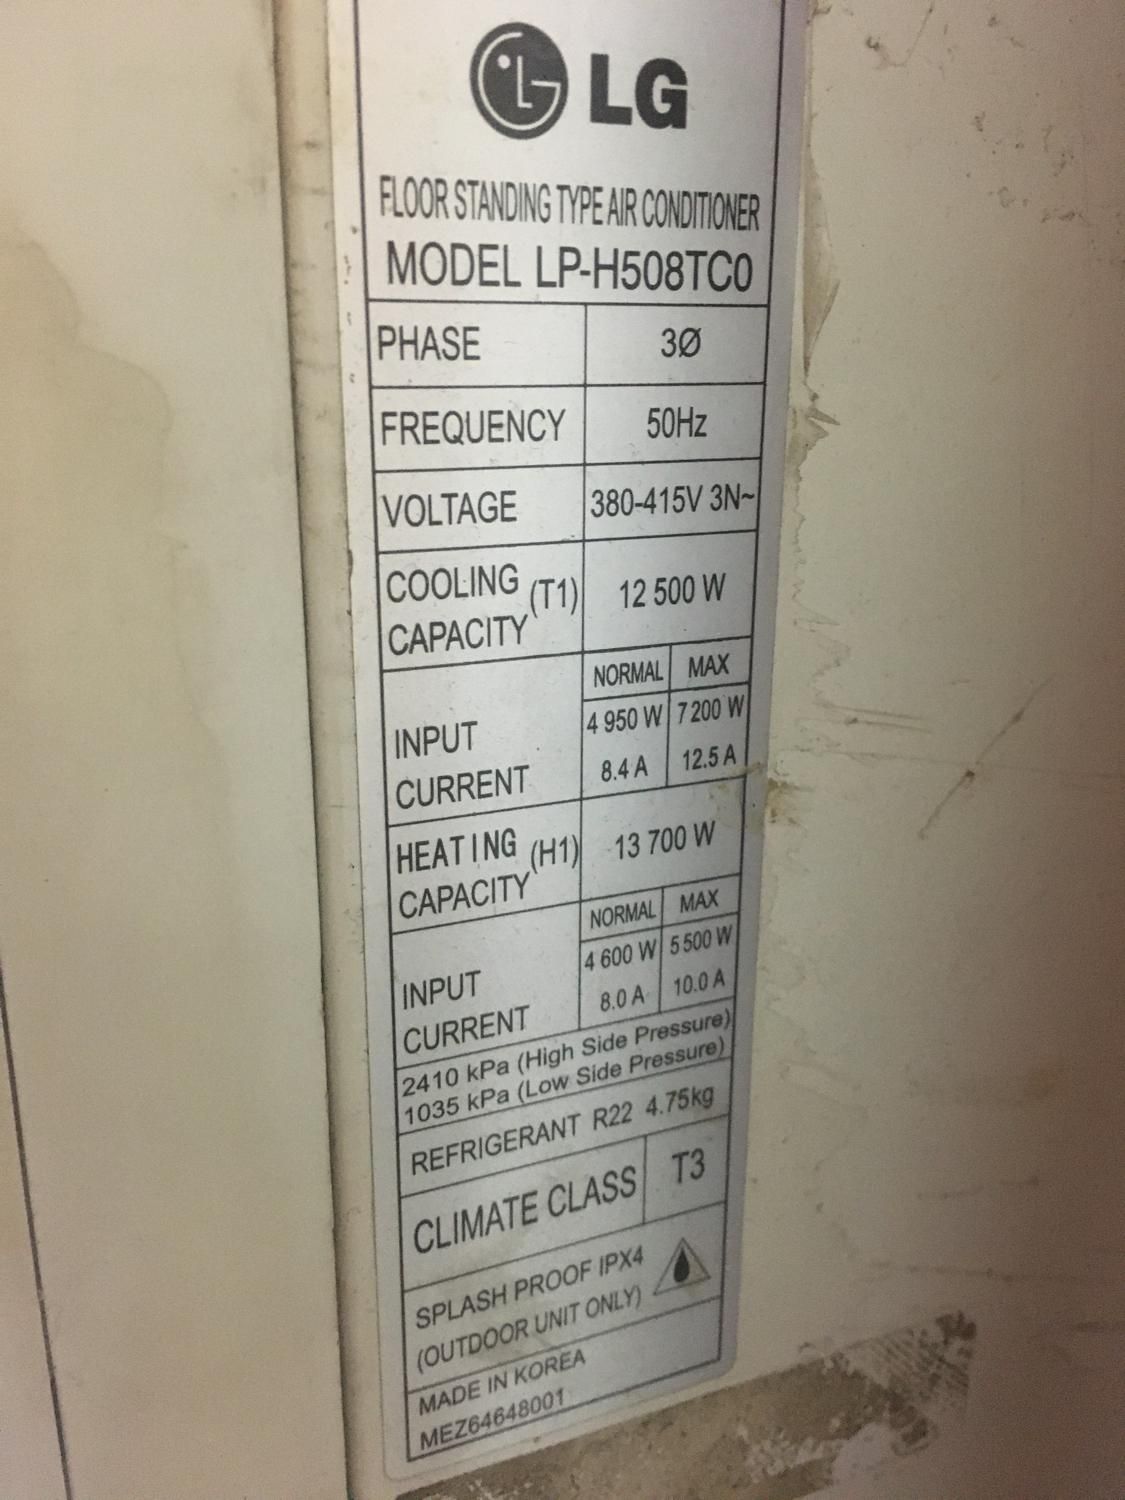 LG
FLOOR STANDING TYPE AIR CONDITIONER
MODEL LP-H508TC0
PHASE 3Ø
FREQUENCY 50Hz
VOLTAGE 380-415V 3N~
COOLING CAPACITY (T1) 12 500 W
NORMAL MAX
INPUT 4 950 W 7 200 W
CURRENT 8.4 A 12.5 A
HEATING CAPACITY (H1) 13 700 W
NORMAL MAX
INPUT 4 600 W 5 500 W
CURRENT 8.0 A 10.0 A
2410 kPa (High Side Pressure)
1035 kPa (Low Side Pressure)
REFRIGERANT R22 4.75kg
CLIMATE CLASS T3
SPLASH PROOF IPX4
(OUTDOOR UNIT ONLY)
MADE IN KOREA
MEZ64648001